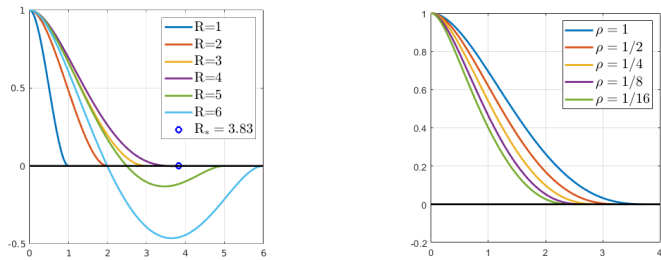 1
0.5
0
-0.5
0 1 2 3 4 5 6
R=1
R=2
R=3
R=4
R=5
R=6
R* = 3.83
1
0.8
0.6
0.4
0.2
0
-0.2
0 1 2 3 4
ρ = 1
ρ = 1/2
ρ = 1/4
ρ = 1/8
ρ = 1/16